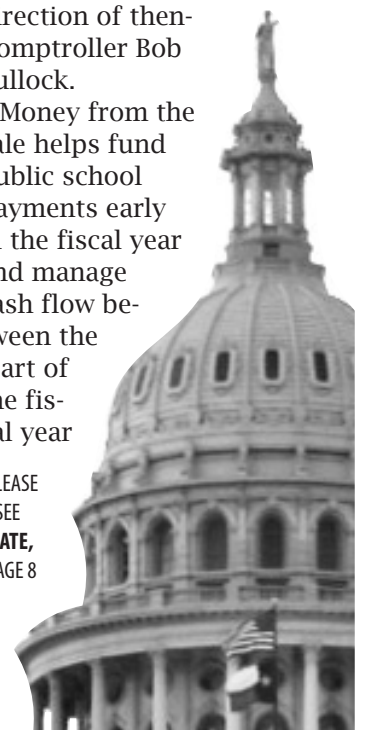 irection of then-
omptroller Bob
ullock.
Money from the
ale helps fund
ublic school
ayments early
n the fiscal year
nd manage
ash flow be-
ween the
art of
he fis-
al year
LEASE
SEE
ATE,
AGE 8